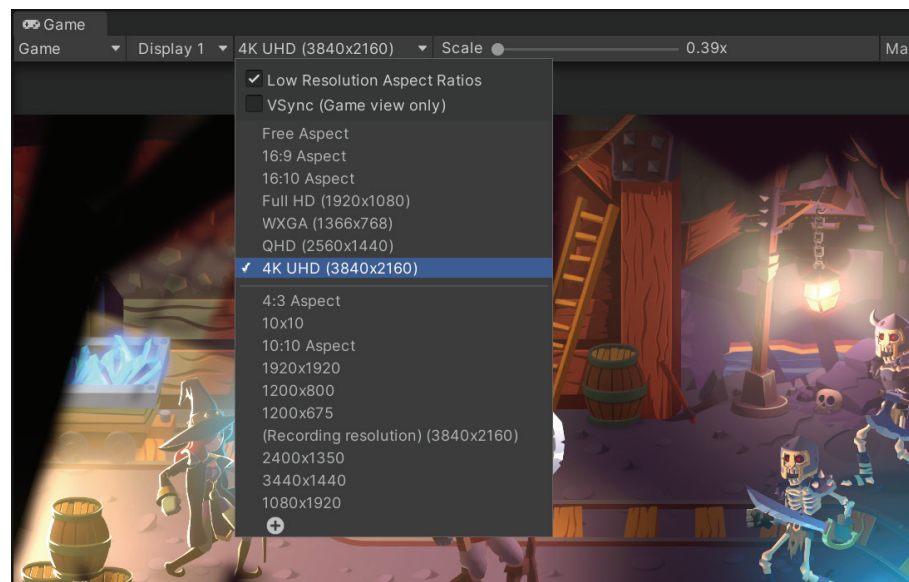 Game
Game Display 1 4K UHD (3840x2160) Scale 0.39x Ma
Low Resolution Aspect Ratios
VSync (Game view only)
Free Aspect
16:9 Aspect
16:10 Aspect
Full HD (1920x1080)
WXGA (1366x768)
QHD (2560x1440)
4K UHD (3840x2160)
4:3 Aspect
10x10
10:10 Aspect
1920x1920
1200x800
1200x675
(Recording resolution) (3840x2160)
2400x1350
3440x1440
1080x1920